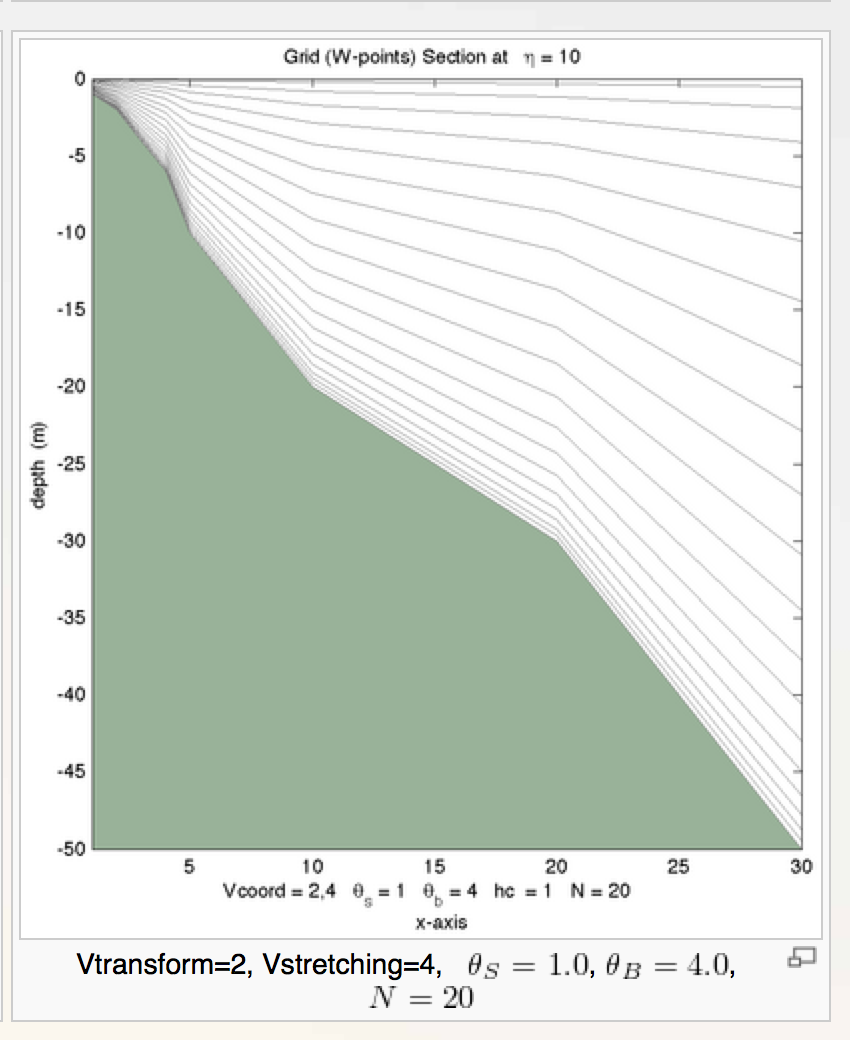 Grid (W-points) Section at η = 10
0
-5
-10
-15
-20
-25
-30
-35
-40
-45
-50
depth (m)
5 10 15 20 25 30
Vcoord = 2,4 θs = 1 θb = 4 hc = 1 N = 20
x-axis
Vtransform=2, Vstretching=4, θS = 1.0, θB = 4.0,
N = 20